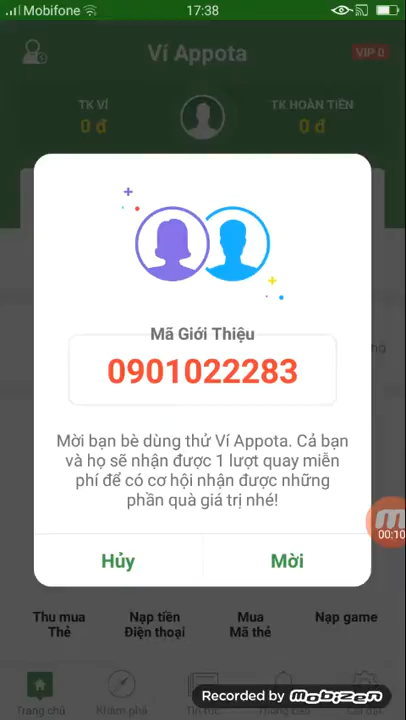 Mobifone 17:38
Ví Appota
VIP 0
TK VÍ
TK HOÀN TIỀN
0 đ
0 đ
Mã Giới Thiệu
0901022283
Mời bạn bè dùng thử Ví Appota. Cả bạn
và họ sẽ nhận được 1 lượt quay miễn
phí để có cơ hội nhận được những
phần quà giá trị nhé!
Hủy
Mời
00:10
Thu mua
Thẻ
Nạp tiền
Điện thoại
Mua
Mã thẻ
Nạp game
Trang chủ
Khám phá
Tin tức
Recorded by MOBIZEN